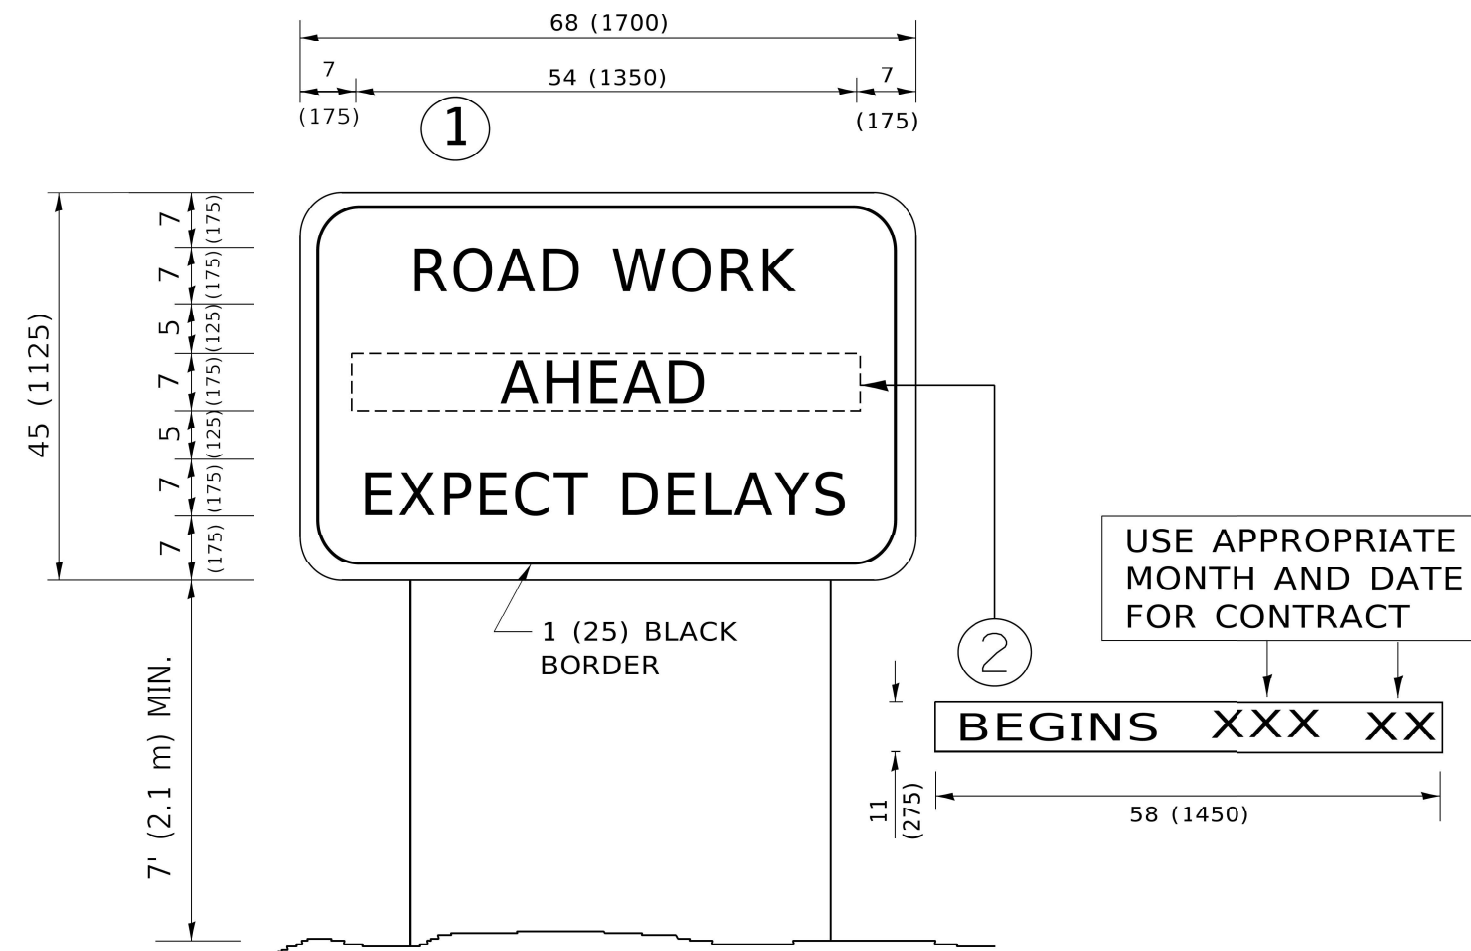 68 (1700)
7
54 (1350)
7
(175)
(175)
1
45 (1125)
7 (175)
7 (175)
5 (125)
7 (175)
5 (125)
7 (175)
7 (175)
ROAD WORK
AHEAD
EXPECT DELAYS
1 (25) BLACK
BORDER
7' (2.1 m) MIN.
USE APPROPRIATE
MONTH AND DATE
FOR CONTRACT
2
BEGINS XXX XX
11
(275)
58 (1450)